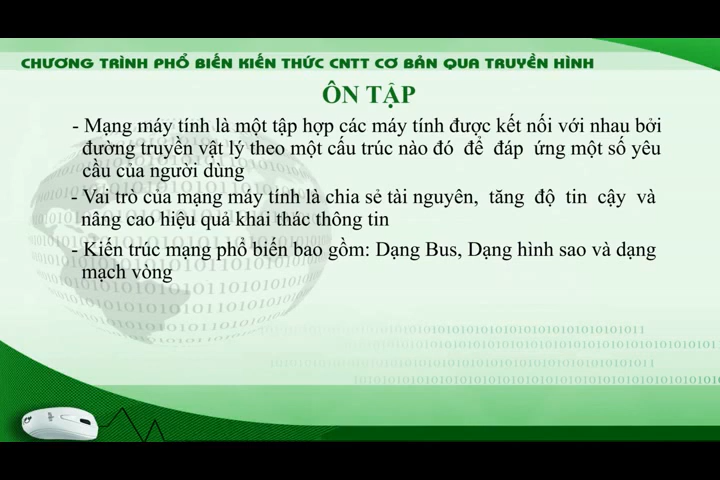 CHƯƠNG TRÌNH PHỔ BIẾN KIẾN THỨC CNTT CƠ BẢN QUA TRUYỀN HÌNH
ÔN TẬP
- Mạng máy tính là một tập hợp các máy tính được kết nối với nhau bởi
đường truyền vật lý theo một cấu trúc nào đó để đáp ứng một số yêu
cầu của người dùng
- Vai trò của mạng máy tính là chia sẻ tài nguyên, tăng độ tin cậy và
nâng cao hiệu quả khai thác thông tin
- Kiến trúc mạng phổ biến bao gồm: Dạng Bus, Dạng hình sao và dạng
mạch vòng